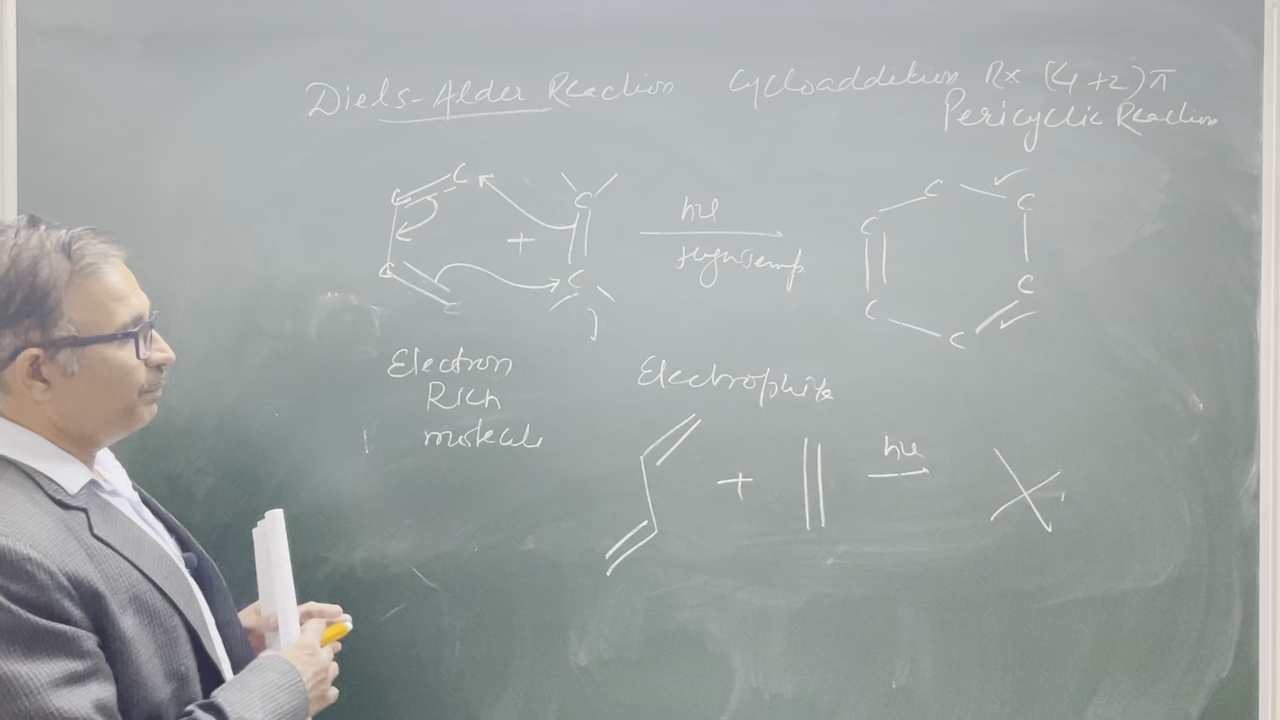 Diels-Alder Reaction Cycloaddition Rx (4+2)π
Pericyclic Reaction
C C C
C C
+
hν
High Temp
C C
C C
C C
Electron
Rich
molecule
Electrophile
+
hν